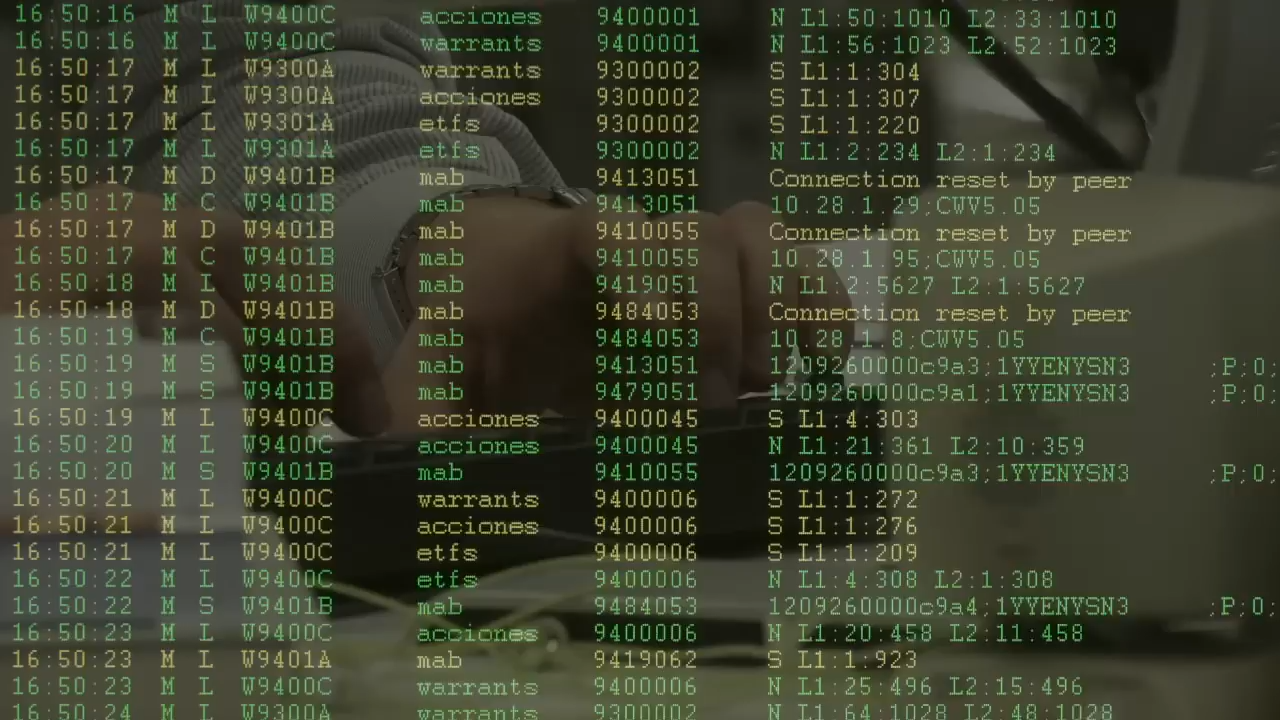 16:50:16 M L W9400C acciones 9400001 N L1:50:1010 L2:33:1010
16:50:16 M L W9400C warrants 9400001 N L1:56:1023 L2:52:1023
16:50:17 M L W9300A warrants 9300002 S L1:1:304
16:50:17 M L W9300A acciones 9300002 S L1:1:307
16:50:17 M L W9301A etfs 9300002 S L1:1:220
16:50:17 M L W9301A etfs 9300002 N L1:2:234 L2:1:234
16:50:17 M D W9401B mab 9413051 Connection reset by peer
16:50:17 M C W9401B mab 9413051 10.28.1.29;CWV5.05
16:50:17 M D W9401B mab 9410055 Connection reset by peer
16:50:17 M C W9401B mab 9410055 10.28.1.95;CWV5.05
16:50:18 M L W9401B mab 9419051 N L1:2:5627 L2:1:5627
16:50:18 M D W9401B mab 9484053 Connection reset by peer
16:50:19 M C W9401B mab 9484053 10.28.1.8;CWV5.05
16:50:19 M S W9401B mab 9413051 1209260000c9a3;1YYENYSN3 ;P;0;
16:50:19 M S W9401B mab 9479051 1209260000c9a1;1YYENYSN3 ;P;0;
16:50:19 M L W9400C acciones 9400045 S L1:4:303
16:50:20 M L W9400C acciones 9400045 N L1:21:361 L2:10:359
16:50:20 M S W9401B mab 9410055 1209260000c9a3;1YYENYSN3 ;P;0;
16:50:21 M L W9400C warrants 9400006 S L1:1:272
16:50:21 M L W9400C acciones 9400006 S L1:1:276
16:50:21 M L W9400C etfs 9400006 S L1:1:209
16:50:22 M L W9400C etfs 9400006 N L1:4:308 L2:1:308
16:50:22 M S W9401B mab 9484053 1209260000c9a4;1YYENYSN3 ;P;0;
16:50:23 M L W9400C acciones 9400006 N L1:20:458 L2:11:458
16:50:23 M L W9401A mab 9419062 S L1:1:923
16:50:23 M L W9400C warrants 9400006 N L1:25:496 L2:15:496
16:50:24 M L W9300A warrants 9300002 N L1:64:1028 L2:48:1028